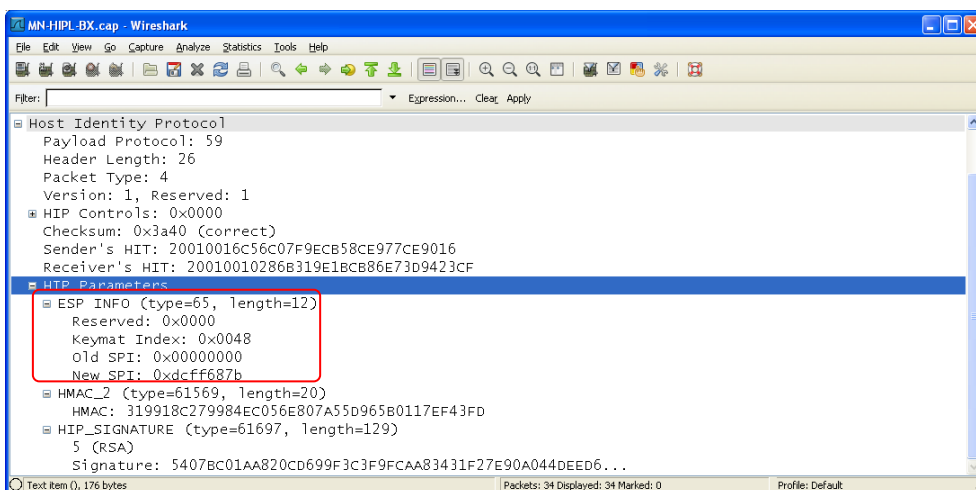 MN-HIPL-BX.cap - Wireshark
File Edit View Go Capture Analyze Statistics Tools Help
Filter: Expression... Clear Apply
Host Identity Protocol
Payload Protocol: 59
Header Length: 26
Packet Type: 4
Version: 1, Reserved: 1
HIP Controls: 0x0000
Checksum: 0x3a40 (correct)
Sender's HIT: 20010016C56C07F9ECB58CE977CE9016
Receiver's HIT: 20010010286B319E1BCB86E73D9423CF
HIP Parameters
ESP_INFO (type=65, length=12)
Reserved: 0x0000
Keymat Index: 0x0048
Old SPI: 0x00000000
New SPI: 0xdcff687b
HMAC_2 (type=61569, length=20)
HMAC: 319918C279984EC056E807A55D965B0117EF43FD
HIP_SIGNATURE (type=61697, length=129)
5 (RSA)
Signature: 5407BC01AA820CD699F3C3F9FCAA83431F27E90A044DEED6...
Text item (), 176 bytes Packets: 34 Displayed: 34 Marked: 0 Profile: Default